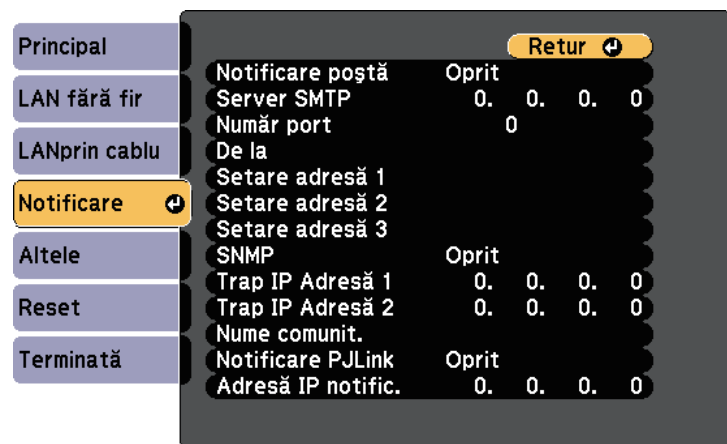 Principal
LAN fără fir
LANprin cablu
Notificare
Altele
Reset
Terminată
Retur
Notificare poştă Oprit
Server SMTP 0. 0. 0. 0
Număr port 0
De la
Setare adresă 1
Setare adresă 2
Setare adresă 3
SNMP Oprit
Trap IP Adresă 1 0. 0. 0. 0
Trap IP Adresă 2 0. 0. 0. 0
Nume comunit.
Notificare PJLink Oprit
Adresă IP notific. 0. 0. 0. 0